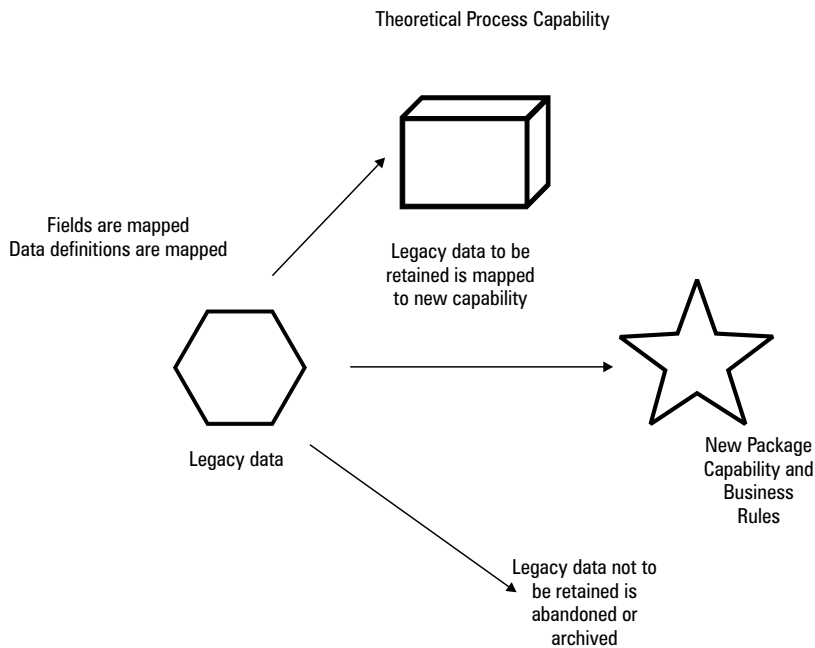 Theoretical Process Capability
Fields are mapped
Data definitions are mapped
Legacy data to be
retained is mapped
to new capability
Legacy data
New Package
Capability and
Business
Rules
Legacy data not to
be retained is
abandoned or
archived